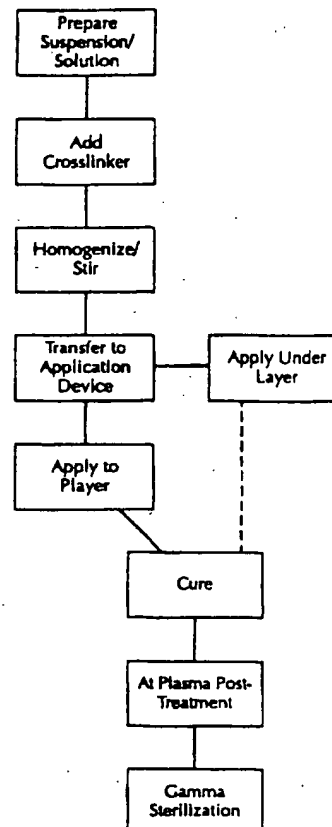 Prepare
Suspension/
Solution
Add
Crosslinker
Homogenize/
Stir
Transfer to
Application
Device
Apply Under
Layer
Apply to
Player
Cure
At Plasma Post-
Treatment
Gamma
Sterilization